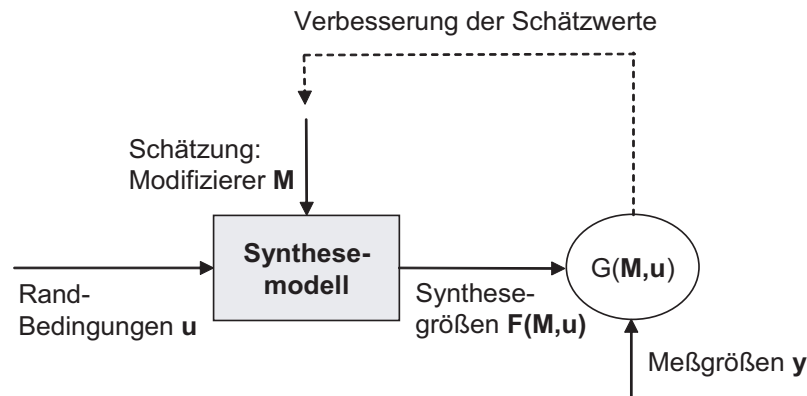 Verbesserung der Schätzwerte
Schätzung:
Modifizierer M
Synthese-
modell
Rand-
Bedingungen u
Synthese-
größen F(M,u)
G(M,u)
Meßgrößen y